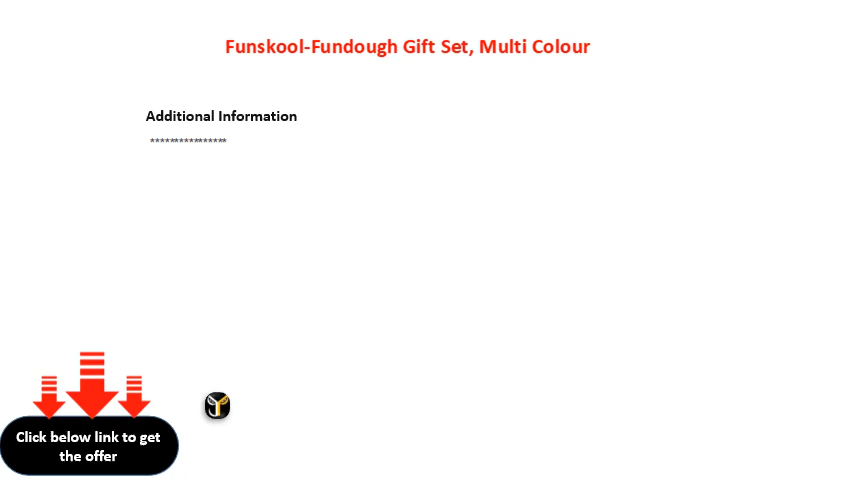 Funskool-Fundough Gift Set, Multi Colour
Additional Information
****************
Click below link to get
the offer